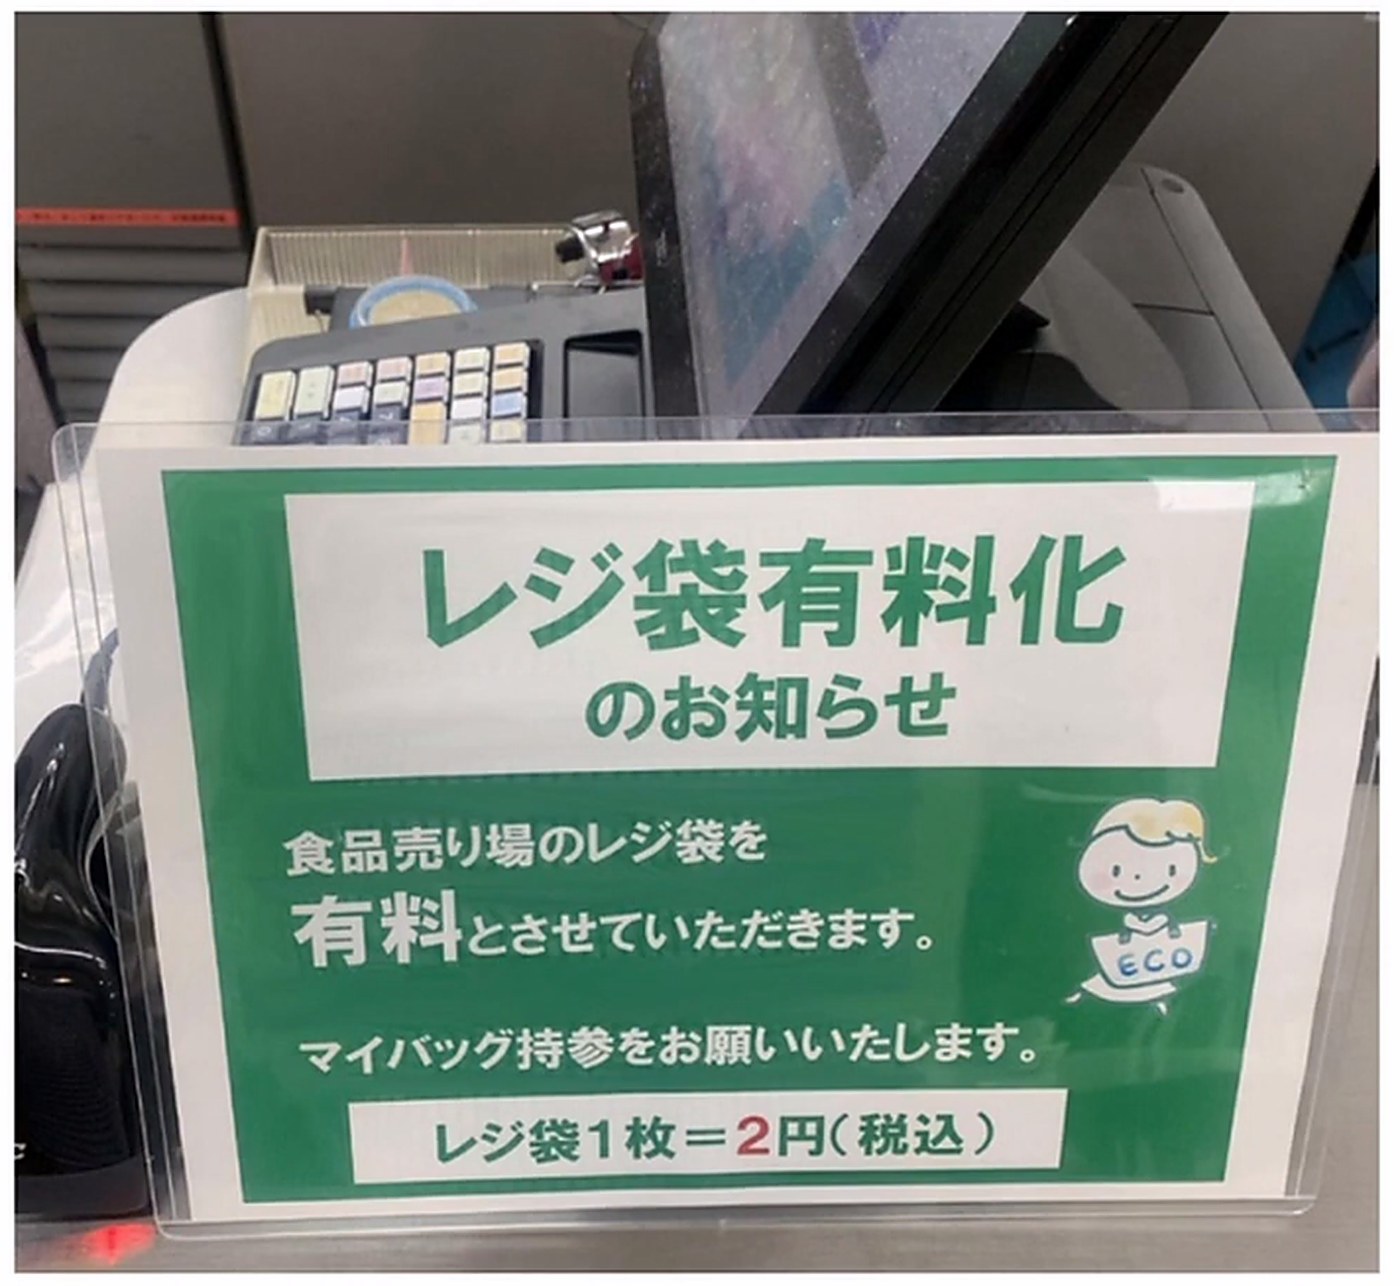 レジ袋有料化
のお知らせ
食品売り場のレジ袋を
有料とさせていただきます。
ECO
マイバッグ持参をお願いいたします。
レジ袋1枚＝2円（税込）